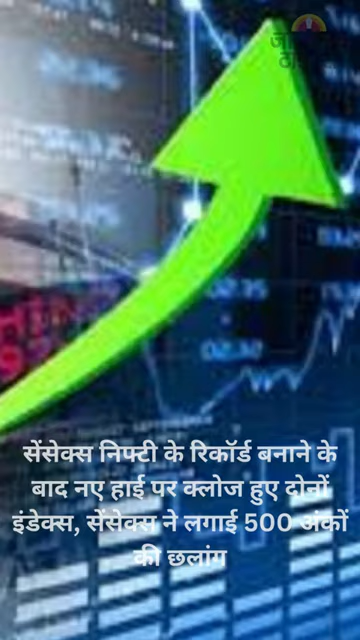 सेंसेक्स निफ्टी के रिकॉर्ड बनाने के
बाद नए हाई पर क्लोज हुए दोनों
इंडेक्स, सेंसेक्स ने लगाई 500 अंकों
की छलांग